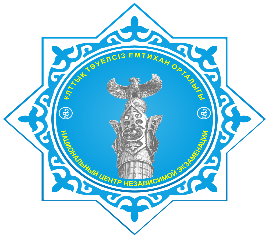 ҰЛТТЫҚ ТӘУЕЛСІЗ ЕМТИХАН ОРТАЛЫҒЫ
НАЦИОНАЛЬНЫЙ ЦЕНТР НЕЗАВИСИМОЙ ЭКЗАМЕНАЦИИ